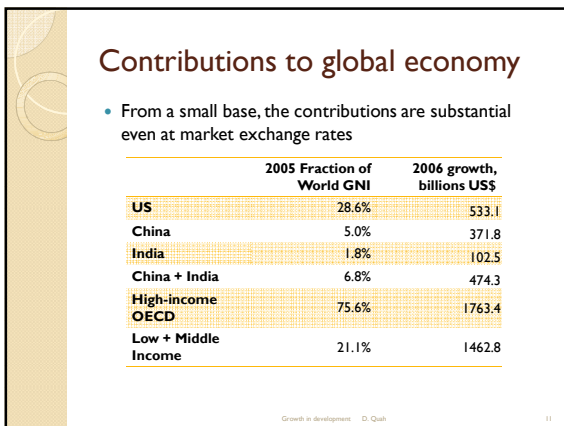 Contributions to global economy
• From a small base, the contributions are substantial
even at market exchange rates
2005 Fraction of World GNI 2006 growth, billions US$
US 28.6% 533.1
China 5.0% 371.8
India 1.8% 102.5
China + India 6.8% 474.3
High-income OECD 75.6% 1763.4
Low + Middle Income 21.1% 1462.8
Growth in development D. Quah 11